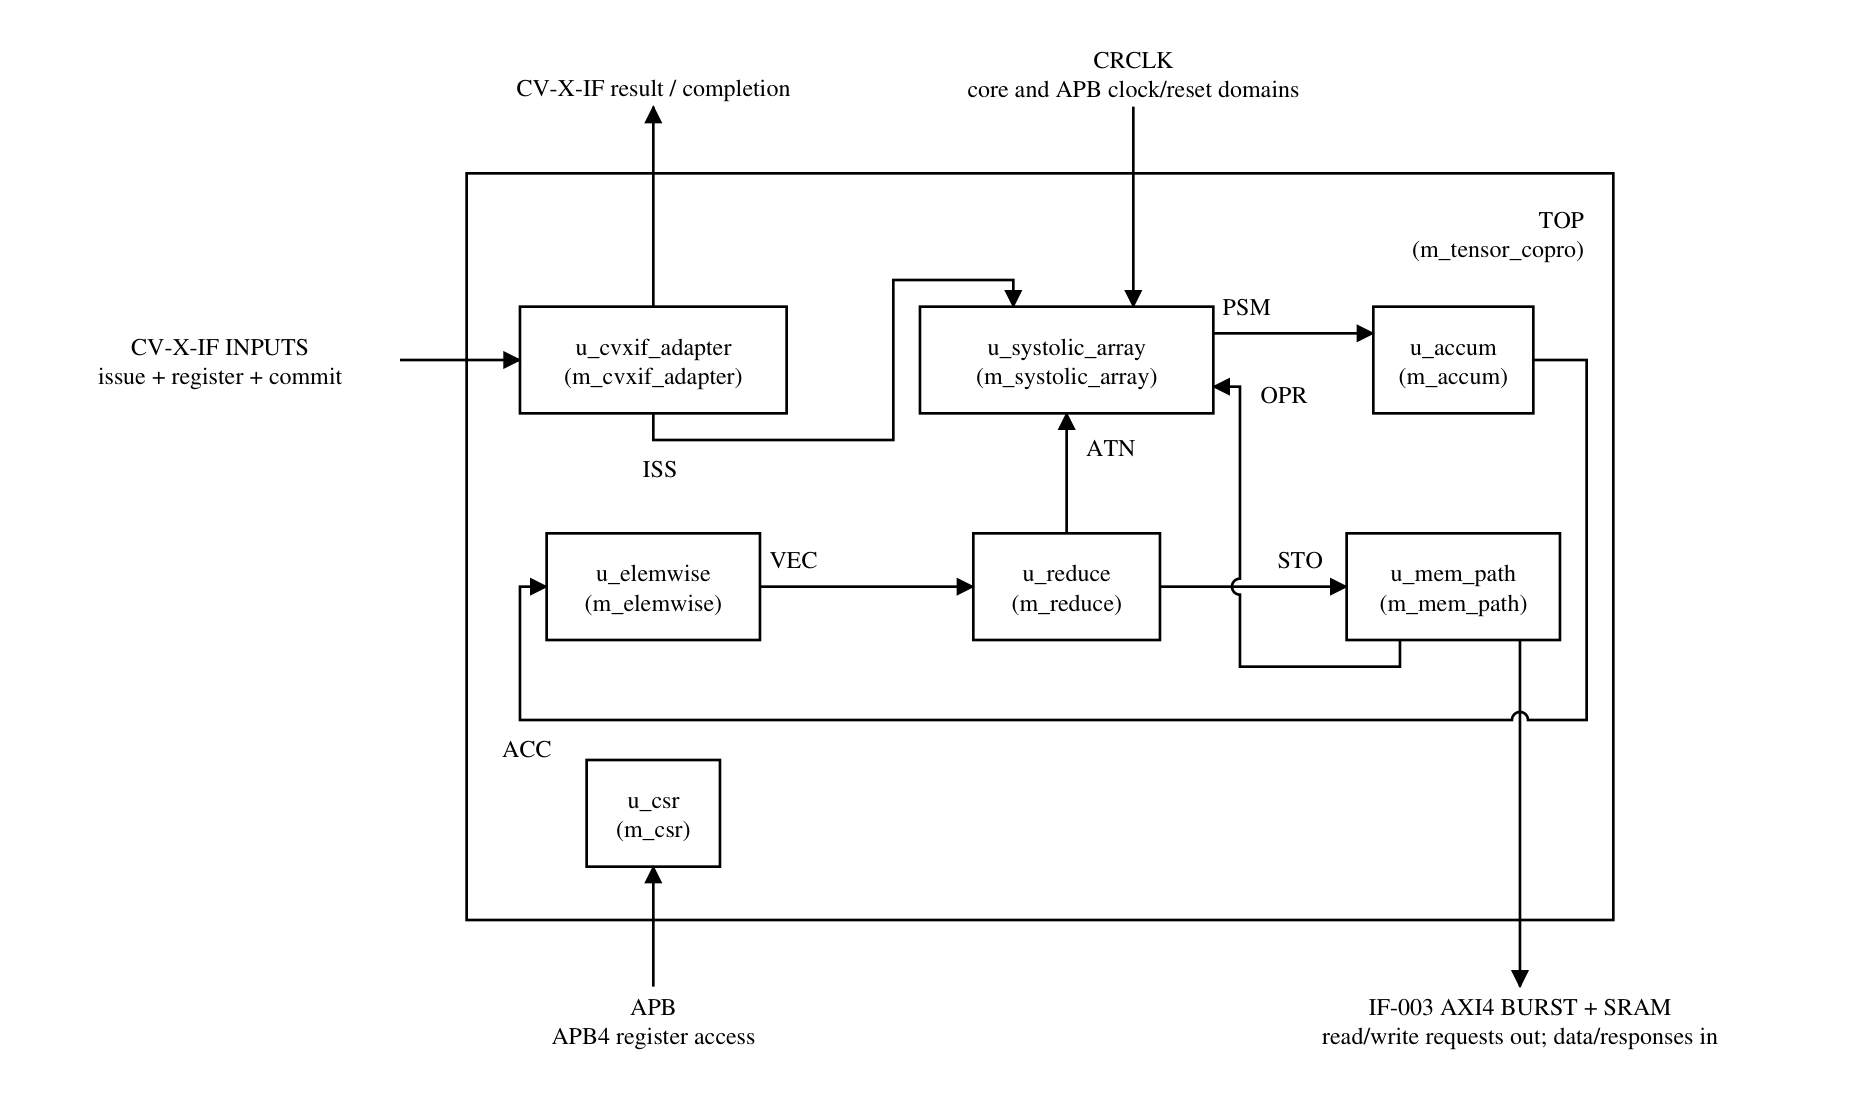 CRCLK
core and APB clock/reset domains
CV-X-IF result / completion
TOP
(m_tensor_copro)
CV-X-IF INPUTS
issue + register + commit
u_cvxif_adapter
(m_cvxif_adapter)
u_systolic_array
(m_systolic_array)
PSM
u_accum
(m_accum)
OPR
ISS
ATN
u_elemwise
(m_elemwise)
VEC
u_reduce
(m_reduce)
STO
u_mem_path
(m_mem_path)
ACC
u_csr
(m_csr)
APB
APB4 register access
IF-003 AXI4 BURST + SRAM
read/write requests out; data/responses in